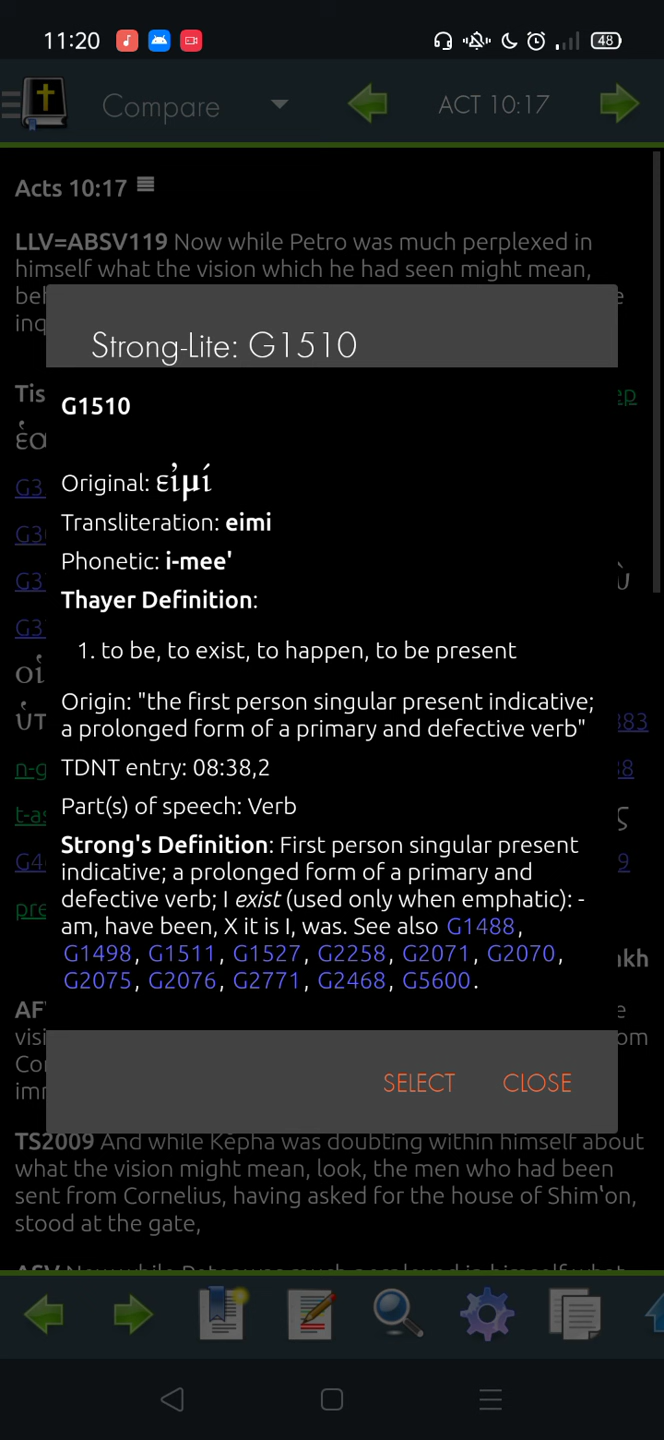 11:20
48
Compare
ACT 10:17
Acts 10:17
LLV=ABSV119 Now while Petro was much perplexed in
himself what the vision which he had seen might mean,
Strong-Lite: G1510
G1510
Original: εἰμί
Transliteration: eimi
Phonetic: i-mee'
Thayer Definition:
1. to be, to exist, to happen, to be present
Origin: "the first person singular present indicative;
a prolonged form of a primary and defective verb"
TDNT entry: 08:38,2
Part(s) of speech: Verb
Strong's Definition: First person singular present
indicative; a prolonged form of a primary and
defective verb; I exist (used only when emphatic): -
am, have been, X it is I, was. See also G1488,
G1498, G1511, G1527, G2258, G2071, G2070,
G2075, G2076, G2771, G2468, G5600.
SELECT CLOSE
TS2009 And while Kěpha was doubting within himself about
what the vision might mean, look, the men who had been
sent from Cornelius, having asked for the house of Shimʽon,
stood at the gate,